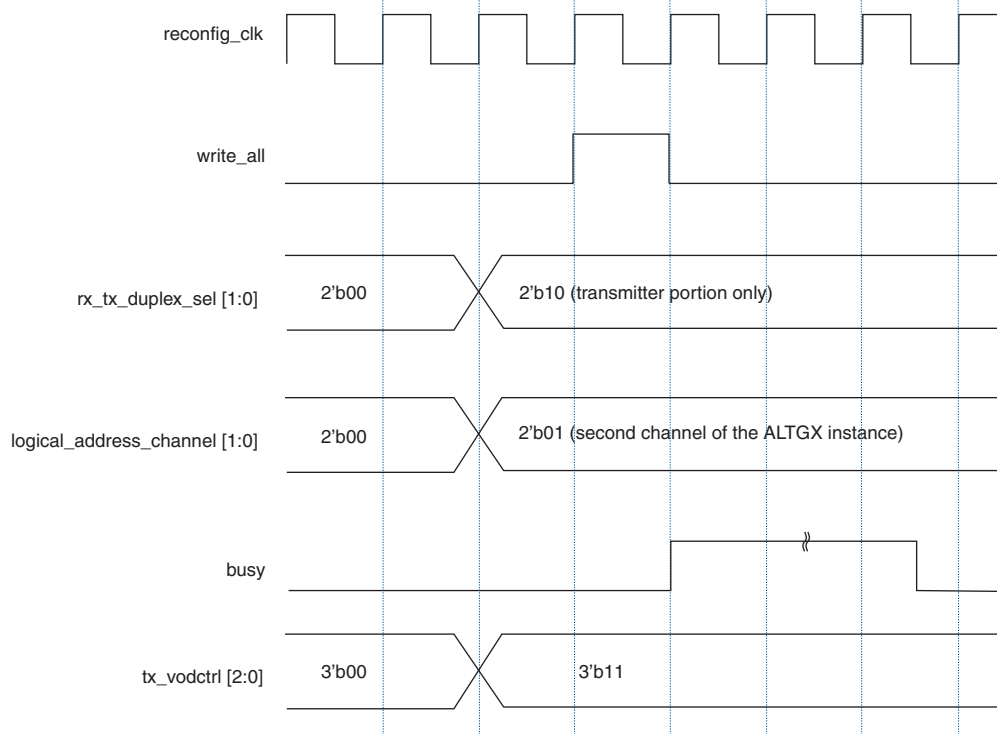 reconfig_clk
write_all
rx_tx_duplex_sel [1:0] 2'b00 2'b10 (transmitter portion only)
logical_address_channel [1:0] 2'b00 2'b01 (second channel of the ALTGX instance)
busy
tx_vodctrl [2:0] 3'b00 3'b11